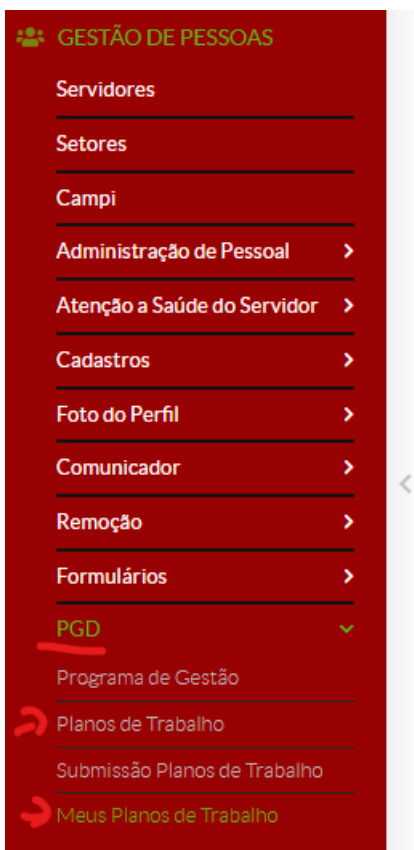 GESTÃO DE PESSOAS
Servidores
Setores
Campi
Administração de Pessoal
Atenção a Saúde do Servidor
Cadastros
Foto do Perfil
Comunicador
Remoção
Formulários
PGD
Programa de Gestão
Planos de Trabalho
Submissão Planos de Trabalho
Meus Planos de Trabalho